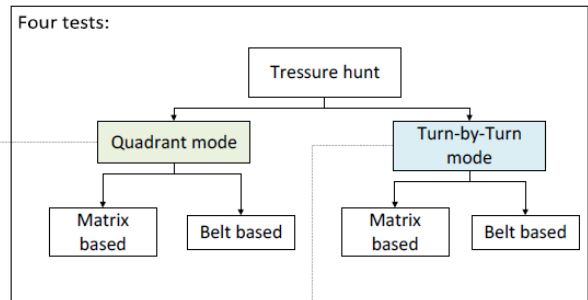 Four tests:
Tressure hunt
Quadrant mode
Turn-by-Turn
mode
Matrix
based
Belt based
Matrix
based
Belt based